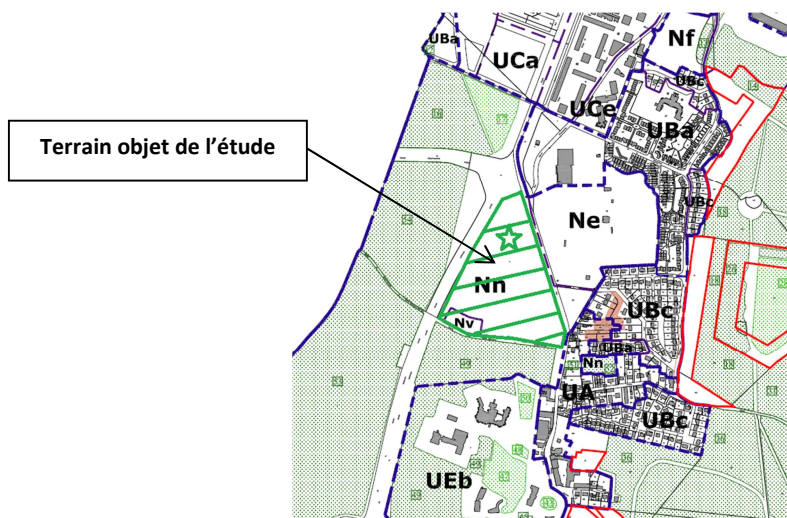 UBa
UCa
Nf
UBc
UCe
UBa
Terrain objet de l’étude
UBc
Ne
Nn
Nv
UBc
UBa
Nn
UA
UBc
UEb